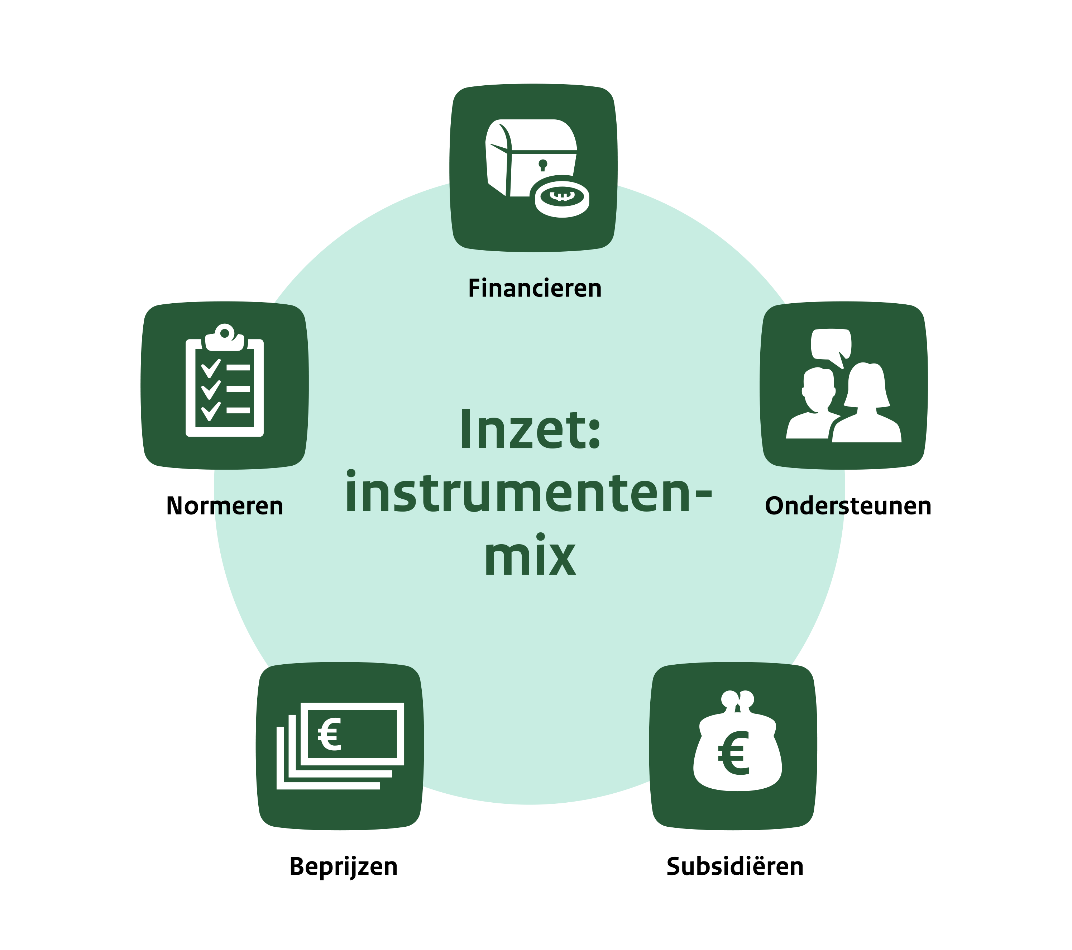 Financieren
Normeren
Inzet:
instrumenten-
mix
Ondersteunen
€
Beprijzen
€
Subsidiëren